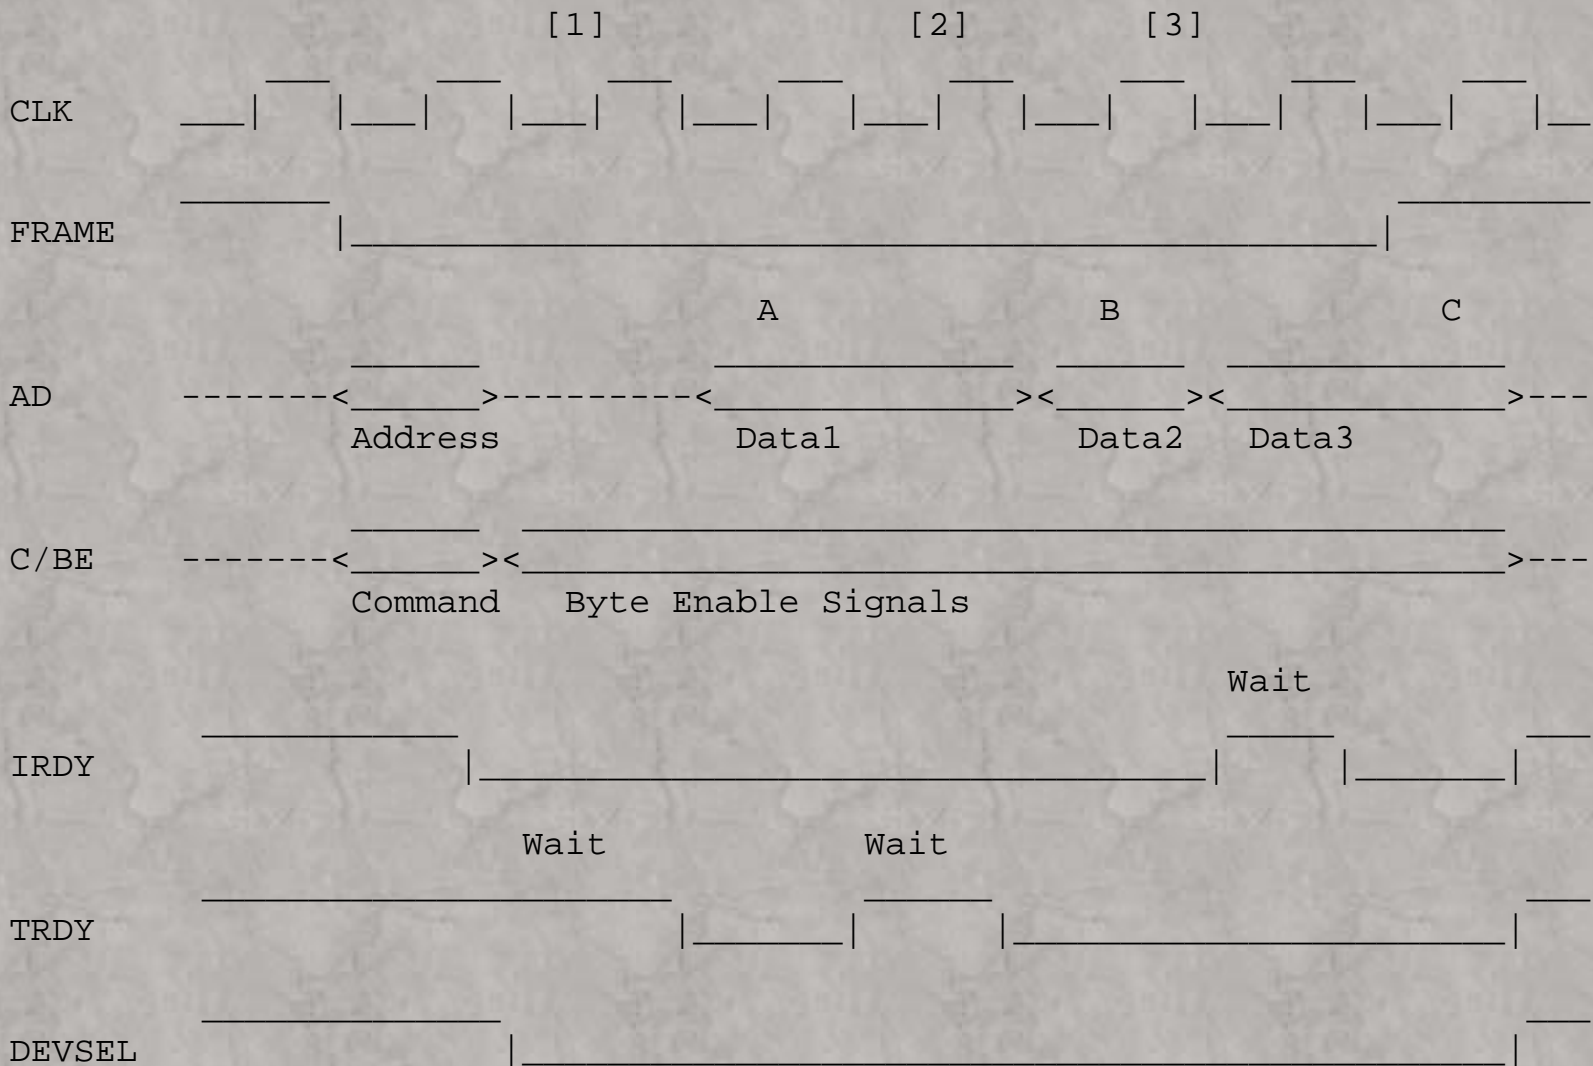 [1] [2] [3]
CLK
FRAME
A B C
AD
Address Data1 Data2 Data3
C/BE
Command Byte Enable Signals
Wait
IRDY
Wait Wait
TRDY
DEVSEL